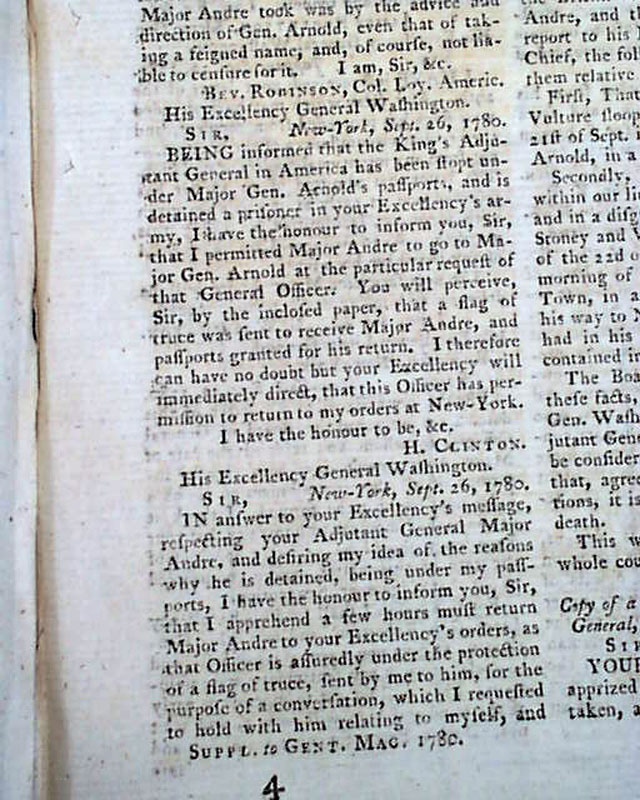 Major Andre took was by the advice and
direction of Gen. Arnold, even that of tak-
ing a feigned name; and, of courſe, not lia-
ble to cenſure for it. I am, Sir, &c.
Bev. Robinson, Col. Loy. Americ.
His Excellency General Waſhington.
SIR, New-York, Sept. 26, 1780.
BEING informed that the King's Adju-
tant General in America has been ſtopt un-
der Major Gen. Arnold's paſſports, and is
detained a priſoner in your Excellency's ar-
my, I have the honour to inform you, Sir,
that I permitted Major Andre to go to Ma-
jor Gen. Arnold at the particular requeſt of
that General Officer. You will perceive,
Sir, by the incloſed paper, that a flag of
truce was ſent to receive Major Andre, and
paſſports granted for his return. I therefore
can have no doubt but your Excellency will
immediately direct, that this Officer has per-
miſſion to return to my orders at New-York.
I have the honour to be, &c.
H. Clinton.
His Excellency General Waſhington.
SIR, New-York, Sept. 26, 1780.
IN anſwer to your Excellency's meſſage,
reſpecting your Adjutant General Major
Andre, and deſiring my idea of the reaſons
why he is detained, being under my paſſ-
ports, I have the honour to inform you, Sir,
that I apprehend a few hours muſt return
Major Andre to your Excellency's orders, as
that Officer is aſſuredly under the protection
of a flag of truce, ſent by me to him, for the
purpoſe of a converſation, which I requeſted
to hold with him relating to myſelf, and
Suppl. to Gent. Mag. 1780.
4
Andre, and t
report to his
Chief, the fol
them relative
Firſt, That
Vulture ſloop
21ſt of Sept.
Arnold, in a
Secondly,
within our li
and in a diſg
Stoney and V
of the 22d o
morning of
Town, in a
his way to N
had in his
contained in
The Boa
theſe facts,
Gen. Waſh
jutant Gene
be conſider
that, agree
tions, it is
death.
This w
whole cou
Copy of a
General,
SIR
YOUR
apprized
taken, a